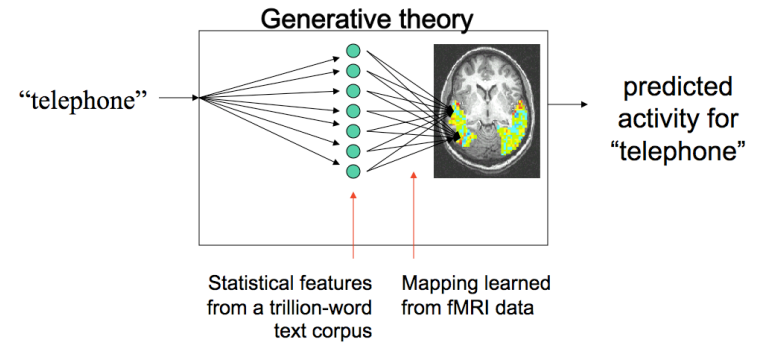 Generative theory
“telephone”
predicted
activity for
“telephone”
Statistical features
from a trillion-word
text corpus
Mapping learned
from fMRI data